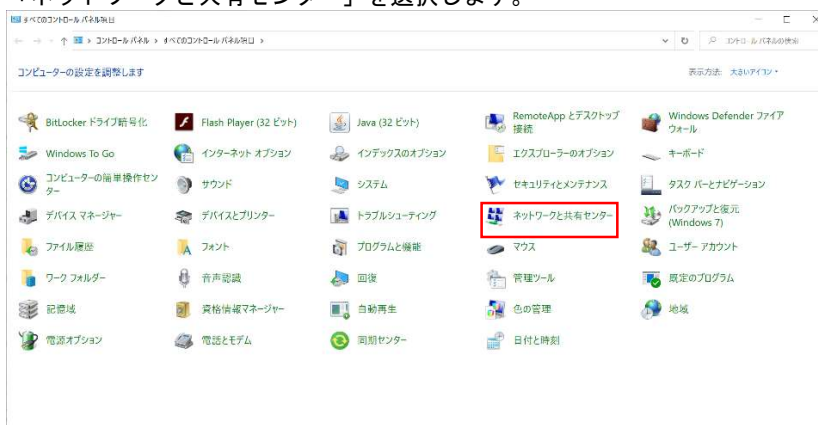 「ネットワークと共有センター」を選択します。
すべてのコントロール パネル項目
コントロール パネル > すべてのコントロール パネル項目 >
コントロール パネルの検索
コンピューターの設定を調整します
表示方法: 大きいアイコン
BitLocker ドライブ暗号化
Flash Player (32 ビット)
Java (32 ビット)
RemoteApp とデスクトップ
接続
Windows Defender ファイア
ウォール
Windows To Go
インターネット オプション
インデックスのオプション
エクスプローラーのオプション
キーボード
コンピューターの簡単操作セン
ター
サウンド
システム
セキュリティとメンテナンス
タスク バーとナビゲーション
デバイス マネージャー
デバイスとプリンター
トラブルシューティング
ネットワークと共有センター
バックアップと復元
(Windows 7)
ファイル履歴
フォント
プログラムと機能
マウス
ユーザー アカウント
ワーク フォルダー
音声認識
回復
管理ツール
既定のプログラム
記憶域
資格情報マネージャー
自動再生
色の管理
地域
電源オプション
電話とモデム
同期センター
日付と時刻